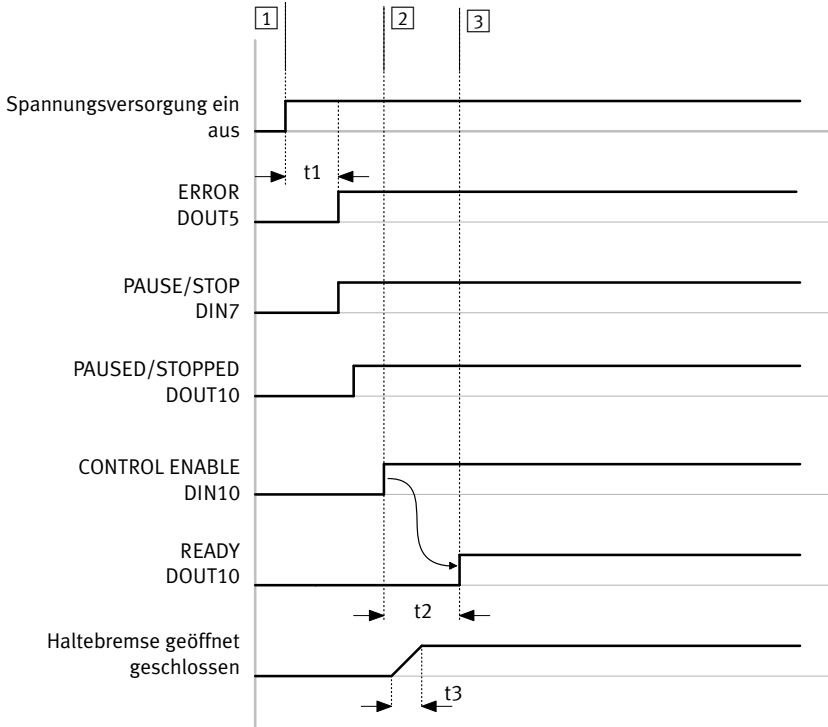 1
2
3
Spannungsversorgung ein
aus
t1
ERROR
DOUT5
PAUSE/STOP
DIN7
PAUSED/STOPPED
DOUT10
CONTROL ENABLE
DIN10
READY
DOUT10
t2
Haltebremse geöffnet
geschlossen
t3